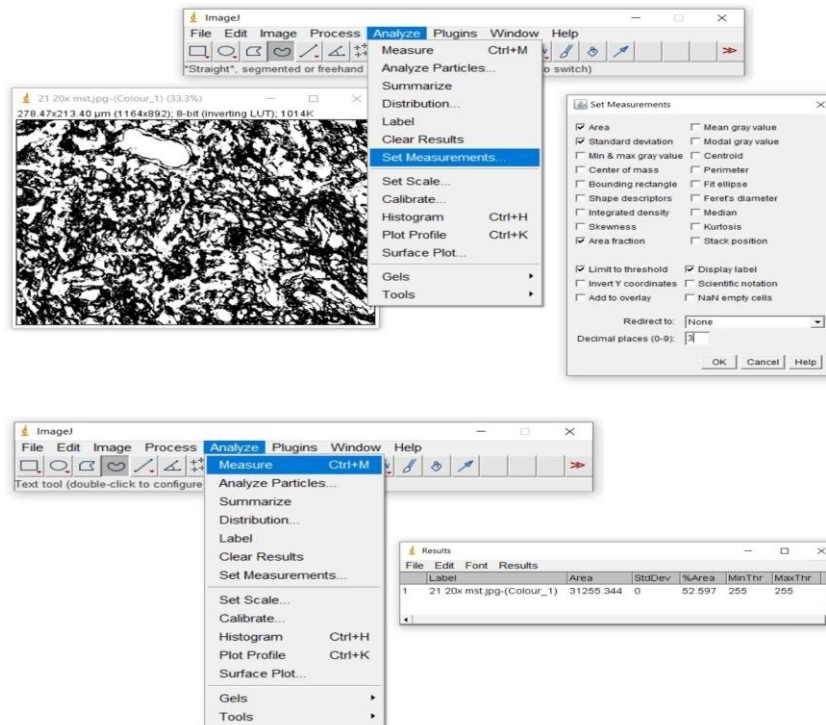 ImageJ
File Edit Image Process Analyze Plugins Window Help
*Straight*, segmented or freehand
to switch)
Measure Ctrl+M
Analyze Particles...
Summarize
Distribution...
Label
Clear Results
Set Measurements...
Set Scale...
Calibrate...
Histogram Ctrl+H
Plot Profile Ctrl+K
Surface Plot...
Gels
Tools
21 20x mst.jpg-(Colour_1) (33.3%)
278.47x213.40 µm (1164x892); 8-bit (inverting LUT); 1014K
Set Measurements
Area Mean gray value
Standard deviation Modal gray value
Min & max gray value Centroid
Center of mass Perimeter
Bounding rectangle Fit ellipse
Shape descriptors Feret's diameter
Integrated density Median
Skewness Kurtosis
Area fraction Stack position
Limit to threshold Display label
Invert Y coordinates Scientific notation
Add to overlay NaN empty cells
Redirect to: None
Decimal places (0-9): 3
OK Cancel Help
ImageJ
File Edit Image Process Analyze Plugins Window Help
Text tool (double-click to configure
Measure Ctrl+M
Analyze Particles...
Summarize
Distribution...
Label
Clear Results
Set Measurements...
Set Scale...
Calibrate...
Histogram Ctrl+H
Plot Profile Ctrl+K
Surface Plot...
Gels
Tools
Results
File Edit Font Results
Label Area StdDev %Area MinThr MaxThr
1 21 20x mst.jpg-(Colour_1) 31255.344 0 52.597 255 255